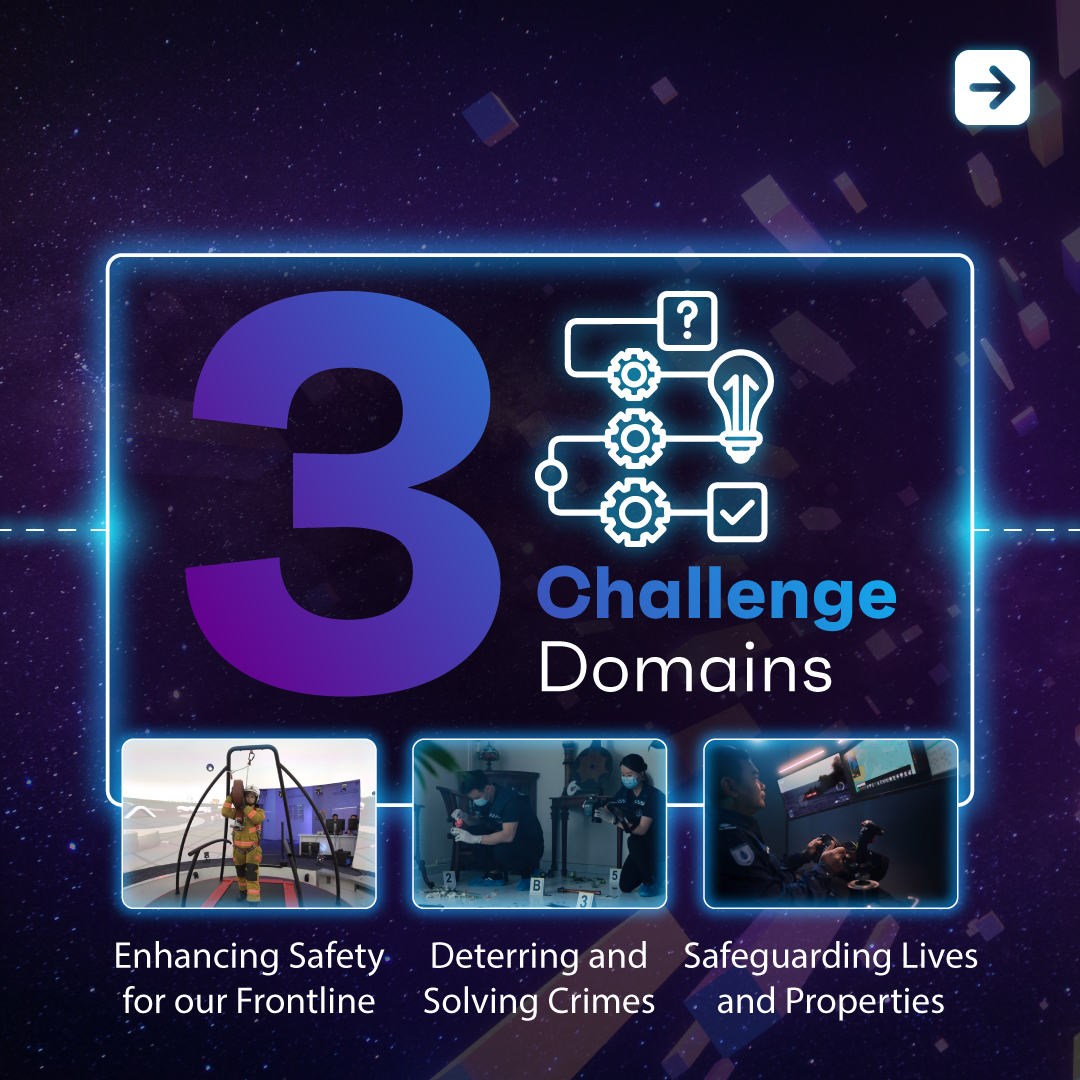 3
?
Challenge
Domains
2
B
5
3
Enhancing Safety
for our Frontline
Deterring and
Solving Crimes
Safeguarding Lives
and Properties